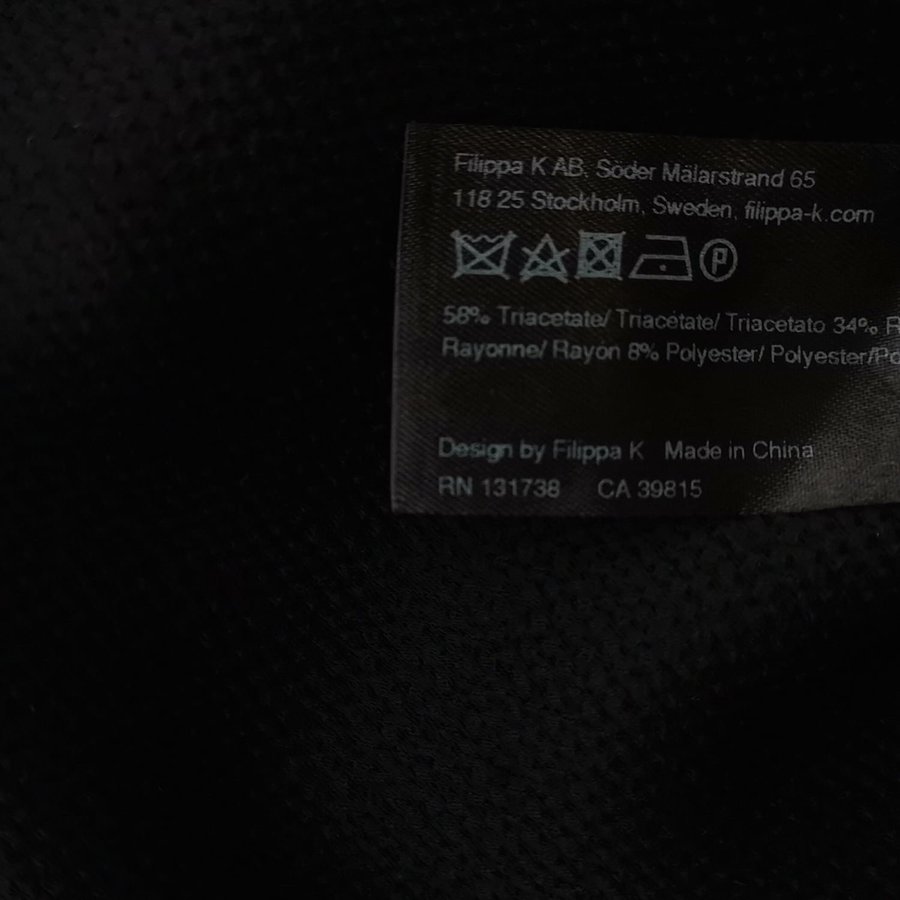 Filippa K AB, Söder Mälarstrand 65
118 25 Stockholm, Sweden, filippa-k.com
P
58% Triacetate/ Triacétate/ Triacetato 34%
Rayonne/ Rayón 8% Polyester/ Polyester/
Design by Filippa K Made in China
RN 131738 CA 39815